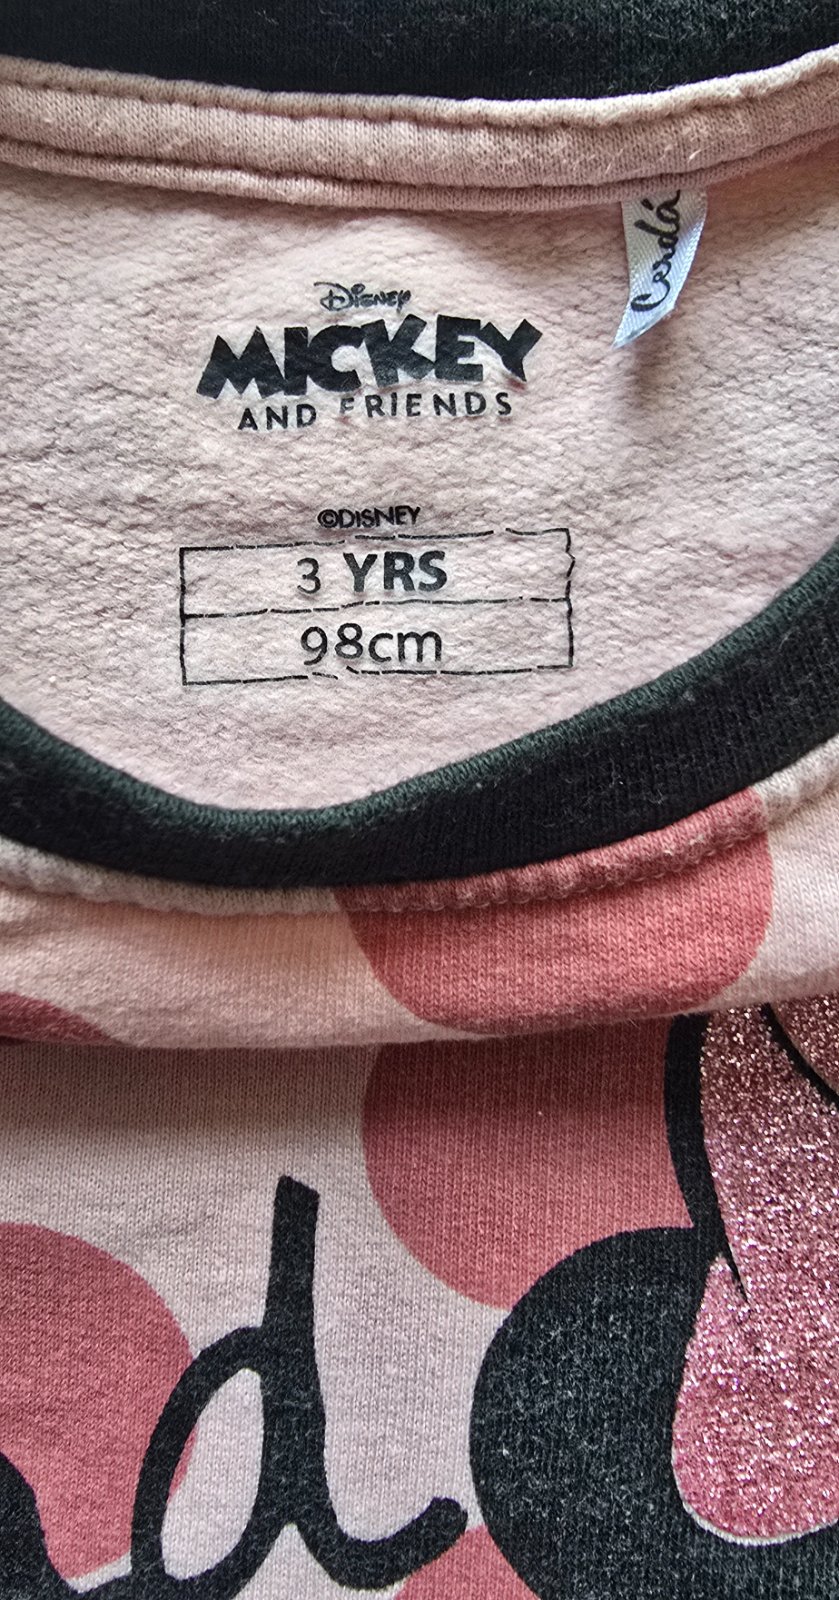 Cerdá
Disney
MICKEY
AND FRIENDS
©DISNEY
3 YRS
98cm
d